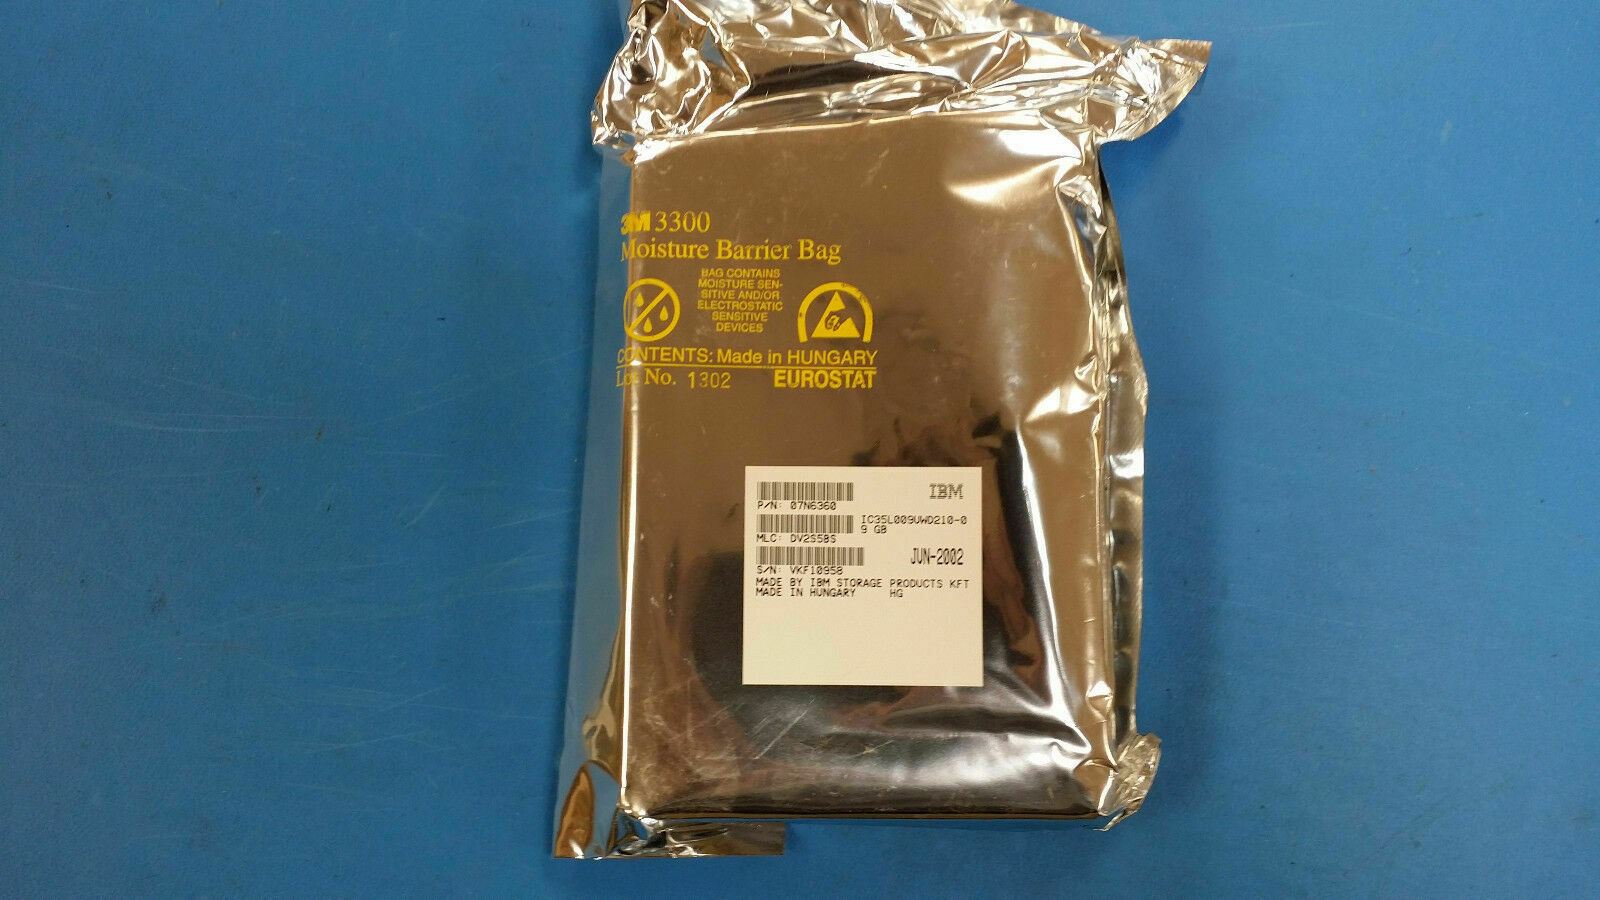 3M 3300
Moisture Barrier Bag
BAG CONTAINS
MOISTURE SEN-
SITIVE AND/OR
ELECTROSTATIC
SENSITIVE
DEVICES
CONTENTS: Made in HUNGARY
Lot No. 1302 EUROSTAT
IBM
P/N: 07N6360
IC35L009UWD210-0
9 GB
MLC: DV2S5BS
JUN-2002
S/N: VKF10958
MADE BY IBM STORAGE PRODUCTS KFT
MADE IN HUNGARY HG